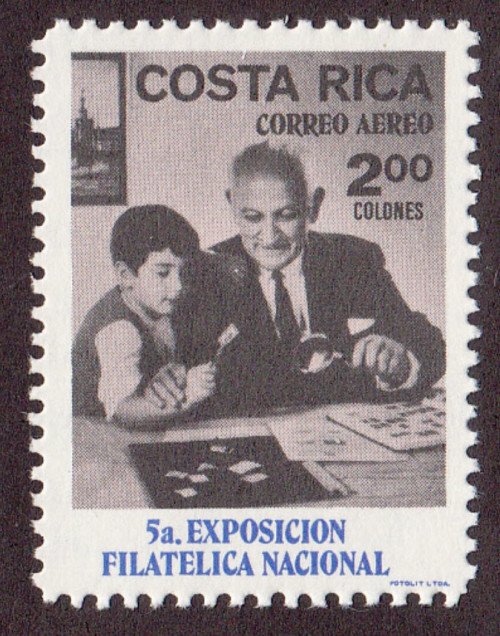 COSTA RICA
CORREO AEREO
2.00
COLONES
5a. EXPOSICION
FILATELICA NACIONAL
FOTOLIT LTDA.